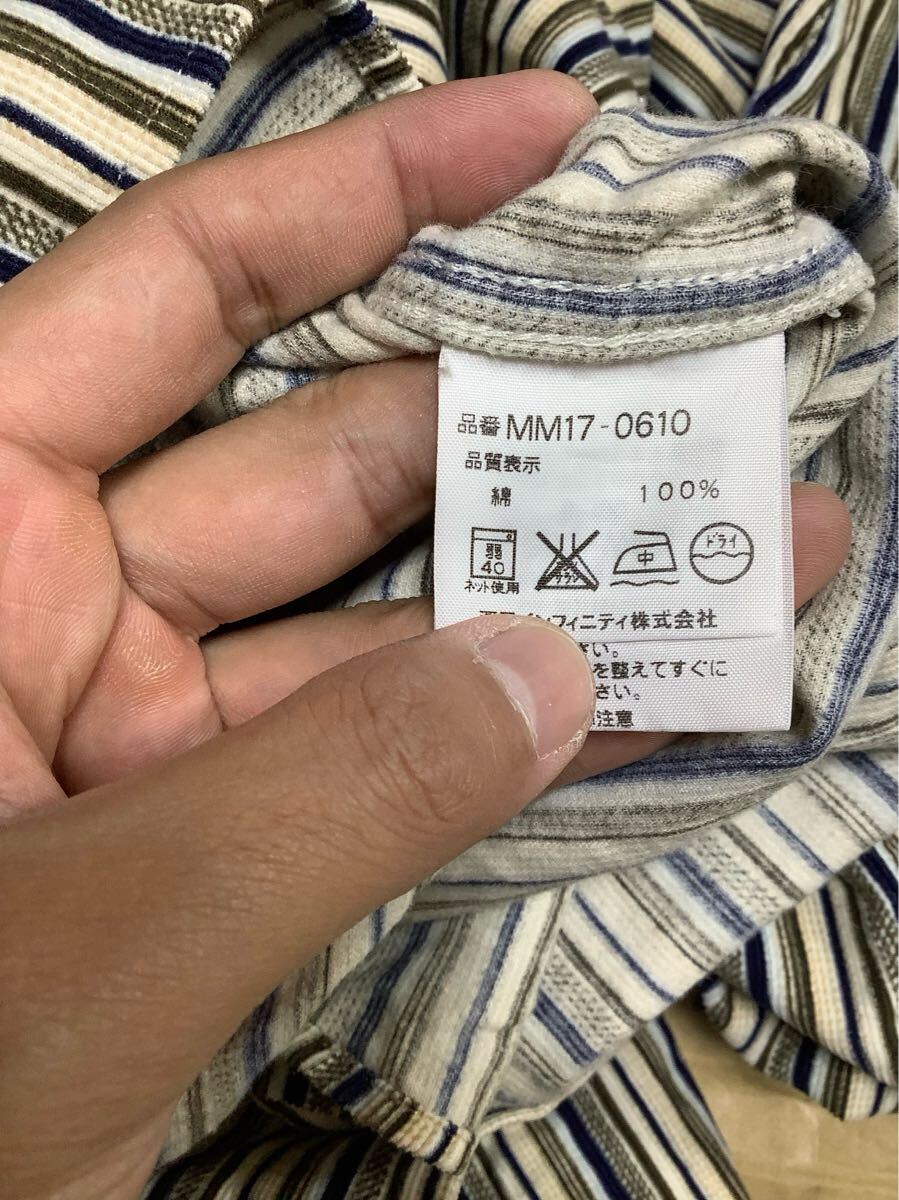 品番 MM17-0610
品質表示
綿 100%
弱 40 中 ドライ
ネット使用
インフィニティ株式会社
さい。
を整えてすぐに
さい。
注意